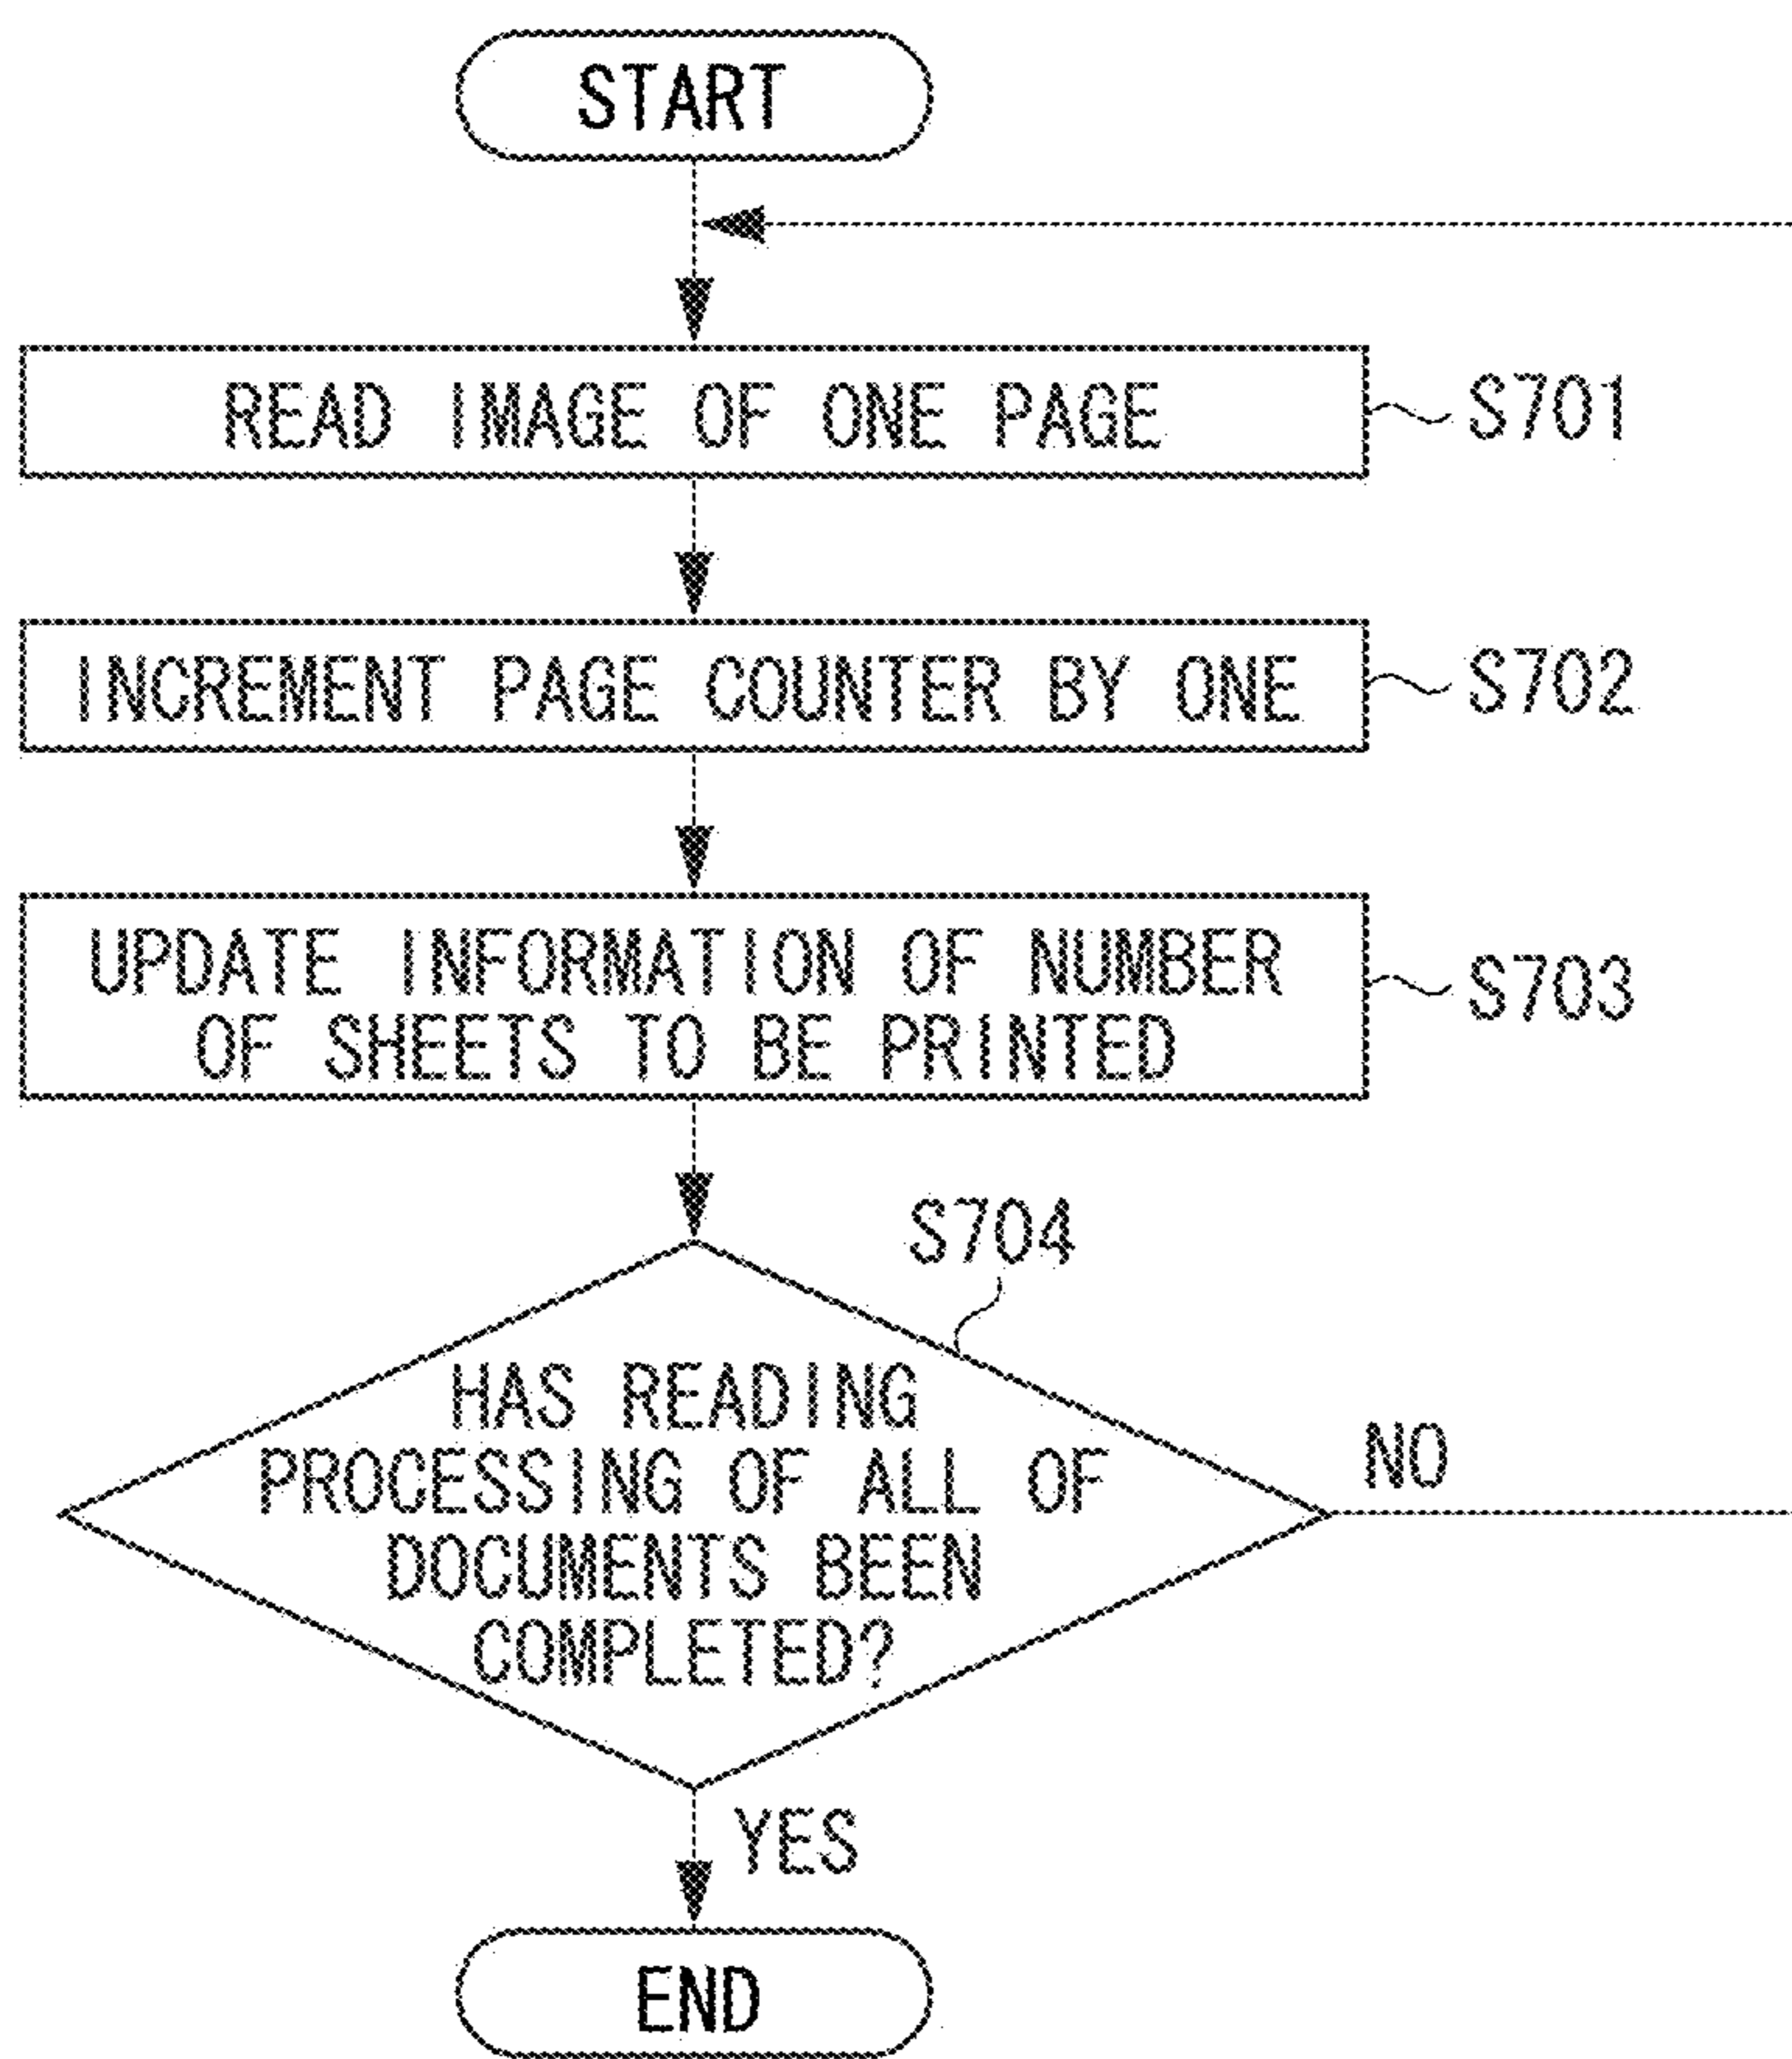 START
READ IMAGE OF ONE PAGE
S701
INCREMENT PAGE COUNTER BY ONE
S702
UPDATE INFORMATION OF NUMBER
OF SHEETS TO BE PRINTED
S703
S704
HAS READING
PROCESSING OF ALL OF
DOCUMENTS BEEN
COMPLETED?
NO
YES
END